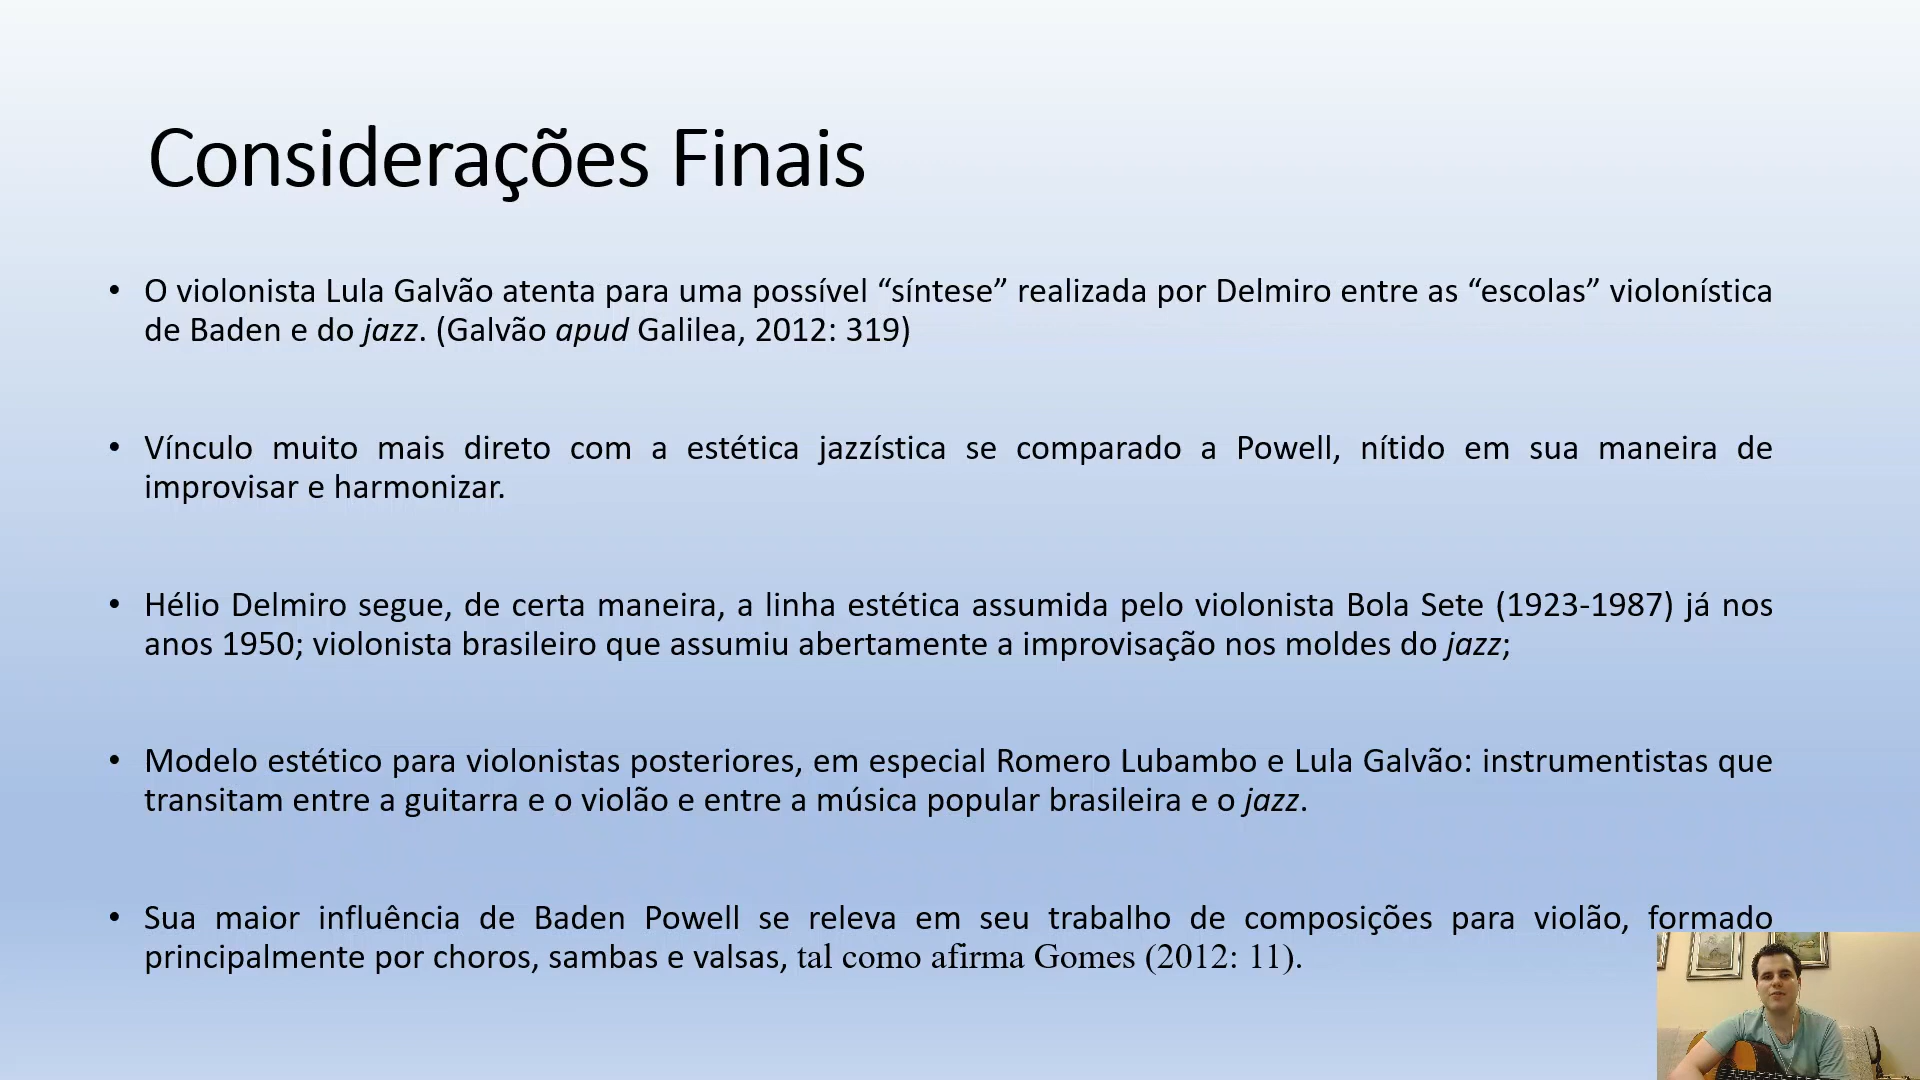 Considerações Finais
• O violonista Lula Galvão atenta para uma possível “síntese” realizada por Delmiro entre as “escolas” violonística
de Baden e do jazz. (Galvão apud Galilea, 2012: 319)
• Vínculo muito mais direto com a estética jazzística se comparado a Powell, nítido em sua maneira de
improvisar e harmonizar.
• Hélio Delmiro segue, de certa maneira, a linha estética assumida pelo violonista Bola Sete (1923-1987) já nos
anos 1950; violonista brasileiro que assumiu abertamente a improvisação nos moldes do jazz;
• Modelo estético para violonistas posteriores, em especial Romero Lubambo e Lula Galvão: instrumentistas que
transitam entre a guitarra e o violão e entre a música popular brasileira e o jazz.
• Sua maior influência de Baden Powell se releva em seu trabalho de composições para violão, formado
principalmente por choros, sambas e valsas, tal como afirma Gomes (2012: 11).